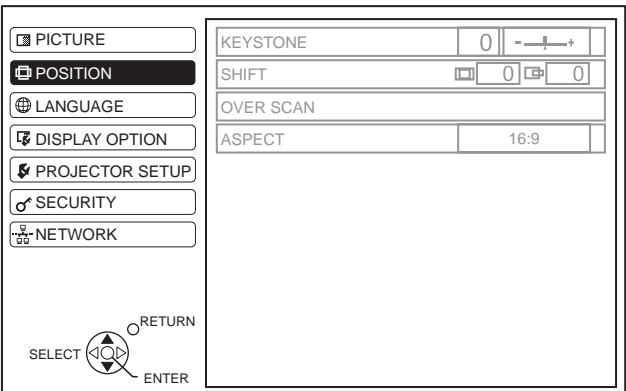 PICTURE
POSITION
LANGUAGE
DISPLAY OPTION
PROJECTOR SETUP
SECURITY
NETWORK
KEYSTONE 0 - +
SHIFT 0 0
OVER SCAN
ASPECT 16:9
RETURN
SELECT
ENTER